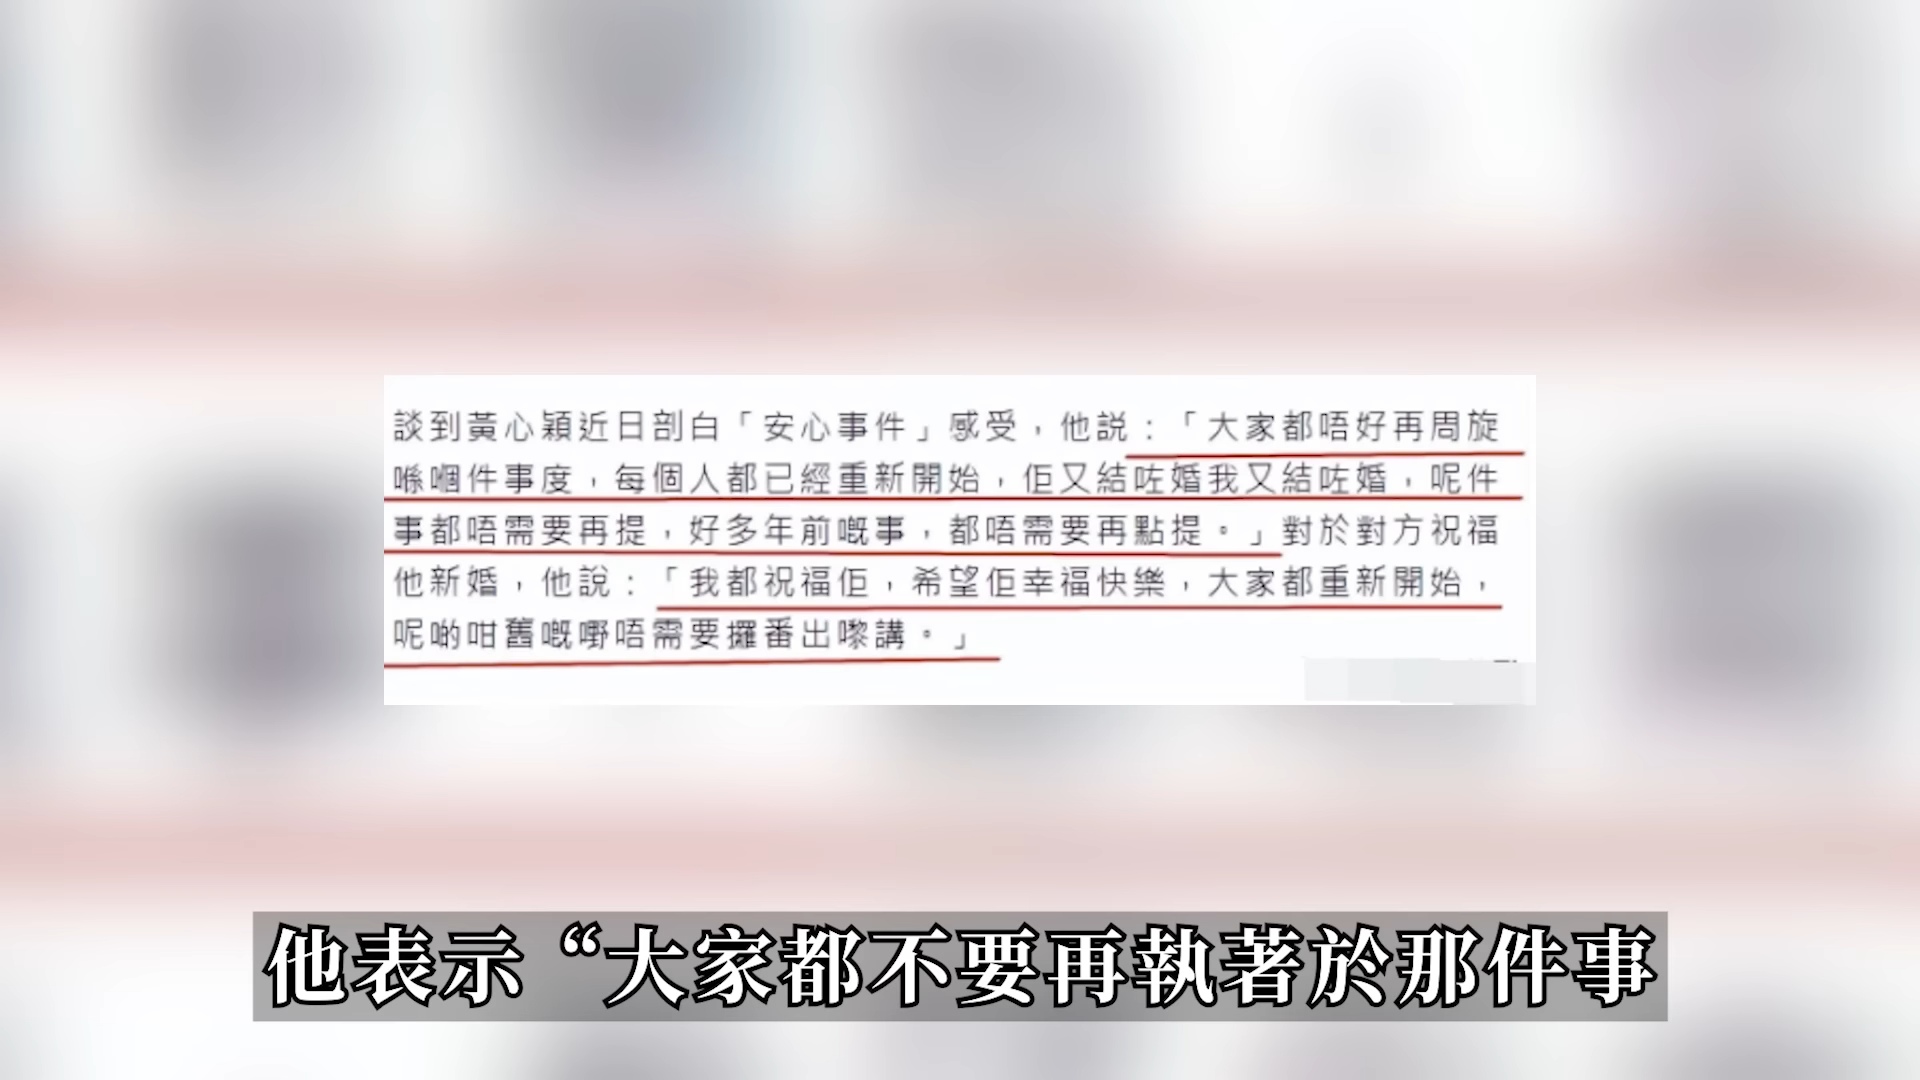 談到黃心穎近日剖白「安心事件」感受，他說：「大家都唔好再周旋
喺嗰件事度，每個人都已經重新開始，佢又結咗婚我又結咗婚，呢件
事都唔需要再提，好多年前嘅事，都唔需要再點提。」對於對方祝福
他新婚，他說：「我都祝福佢，希望佢幸福快樂，大家都重新開始，
呢啲咁舊嘅嘢唔需要攞番出嚟講。」
他表示“大家都不要再執著於那件事